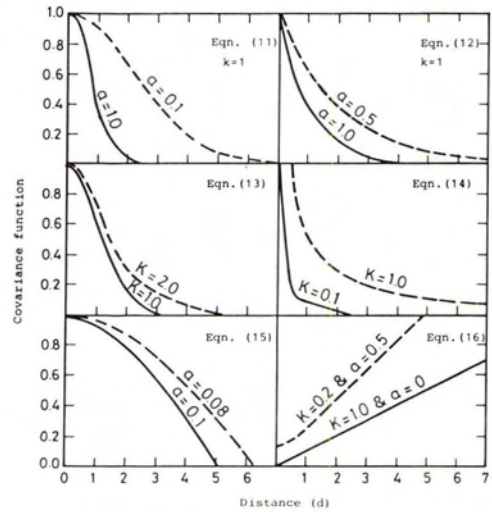 1.0
0.8
0.6
0.4
0.2
Eqn. (11)
k=1
a=0.1
a=1.0
Eqn. (12)
k=1
a=0.5
a=1.0
0.8
0.6
0.4
0.2
Eqn.(13)
K=2.0
K=1.0
Eqn.(14)
K=1.0
K=0.1
0.8
0.6
0.4
0.2
0.0
Eqn. (15)
a=0.08
a=0.1
Eqn.(16)
K=0.2 & a=0.5
K=1.0 & a=0
0 1 2 3 4 5 6
1 2 3 4 5 6 7
Covariance function
Distance (d)